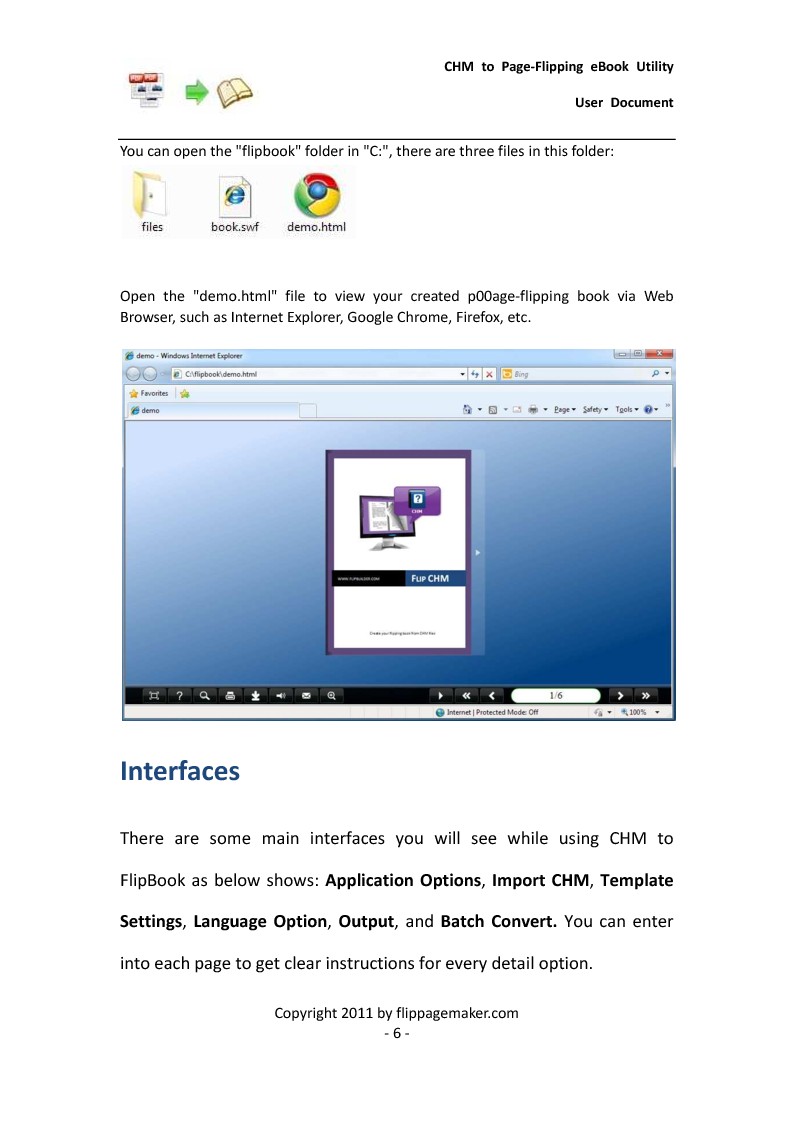 CHM to Page-Flipping eBook Utility
User Document
You can open the "flipbook" folder in "C:", there are three files in this folder:
files book.swf demo.html
Open the "demo.html" file to view your created p00age-flipping book via Web
Browser, such as Internet Explorer, Google Chrome, Firefox, etc.
demo - Windows Internet Explorer
C:\flipbook\demo.html Bing
Favorites
demo Page Safety Tools
CHM
WWW.FLIPBUILDER.COM FLIP CHM
Create your flipping book from CHM files
1/6
Internet | Protected Mode: Off 100%
Interfaces
There are some main interfaces you will see while using CHM to
FlipBook as below shows: Application Options, Import CHM, Template
Settings, Language Option, Output, and Batch Convert. You can enter
into each page to get clear instructions for every detail option.
Copyright 2011 by flippagemaker.com
- 6 -